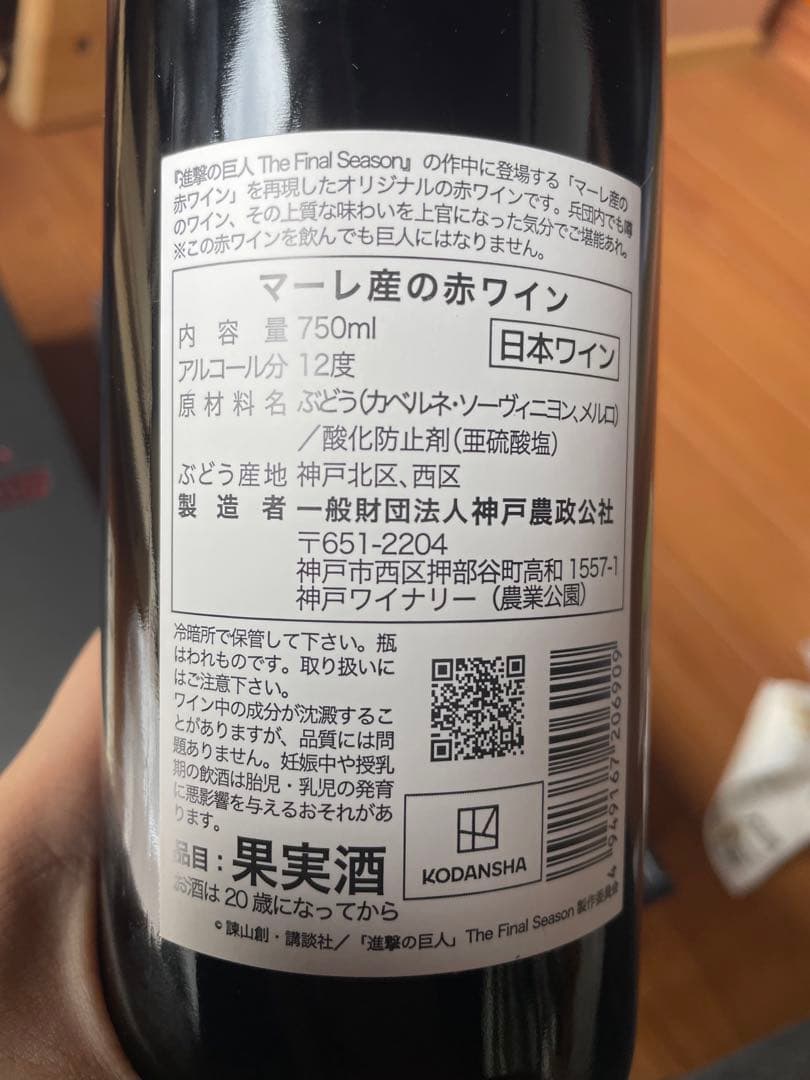 『進撃の巨人 The Final Season』の作中に登場する「マーレ産の
赤ワイン」を再現したオリジナルの赤ワインです。兵団内でも噂
のワイン、その上質な味わいを上官になった気分でご堪能あれ。
※この赤ワインを飲んでも巨人にはなりません。
マーレ産の赤ワイン
内容量 750ml
日本ワイン
アルコール分 12度
原材料名 ぶどう(カベルネ・ソーヴィニヨン、メルロ)
／酸化防止剤(亜硫酸塩)
ぶどう産地 神戸北区、西区
製造者 一般財団法人神戸農政公社
〒651-2204
神戸市西区押部谷町高和 1557-1
神戸ワイナリー（農業公園）
冷暗所で保管して下さい。瓶
はわれものです。取り扱いに
はご注意下さい。
ワイン中の成分が沈澱するこ
とがありますが、品質には問
題ありません。妊娠中や授乳
期の飲酒は胎児・乳児の発育
に悪影響を与えるおそれがあ
ります。
品目：果実酒
お酒は20歳になってから
KODANSHA
4 949167 206909
© 諫山創・講談社／「進撃の巨人」The Final Season 製作委員会